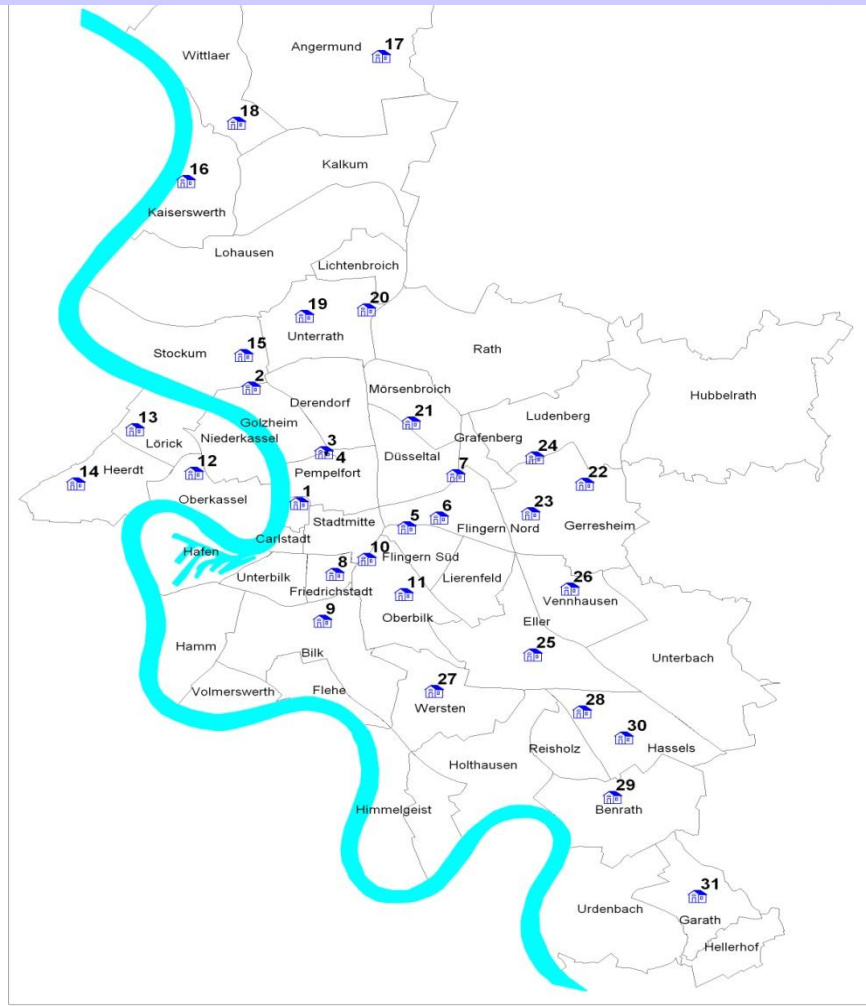 17
Angermund
Wittlaer
18
Kalkum
16
Kaiserswerth
Lohausen
Lichtenbroich
20
19
Unterrath
15
Stockum
Rath
2
Mörsenbroich
Hubbelrath
Derendorf
21
Ludenberg
13
Golzheim
Niederkassel
Lörick
3
Grafenberg
24
4
Düsseltal
12
7
Heerdt
Pempelfort
22
14
1
Oberkassel
23
6
5
Stadtmitte
Flingern Nord
Gerresheim
Carlstadt
10
Hafen
Flingern Süd
8
Unterbilk
Lierenfeld
26
11
Friedrichstadt
Vennhausen
9
Oberbilk
Eller
Hamm
25
Bilk
Unterbach
27
Volmerswerth
Flehe
Wersten
28
30
Reisholz
Hassels
Holthausen
29
Himmelgeist
Benrath
31
Urdenbach
Garath
Hellerhof